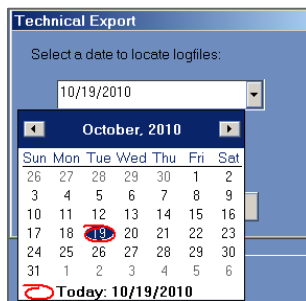 Technical Export
Select a date to locate logfiles:
10/19/2010
October, 2010
Sun Mon Tue Wed Thu Fri Sat
26 27 28 29 30 1 2
3 4 5 6 7 8 9
10 11 12 13 14 15 16
17 18 19 20 21 22 23
24 25 26 27 28 29 30
31 1 2 3 4 5 6
Today: 10/19/2010